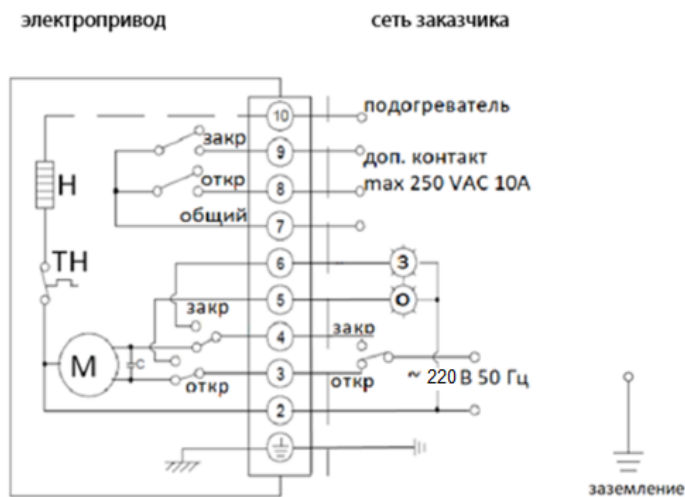 электропривод
сеть заказчика
10
подогреватель
закр
9
доп. контакт
H
откр
8
max 250 VAC 10A
общий
7
TH
6
З
5
О
закр
4
закр
M
C
3
откр
откр
~ 220 В 50 Гц
2
заземление